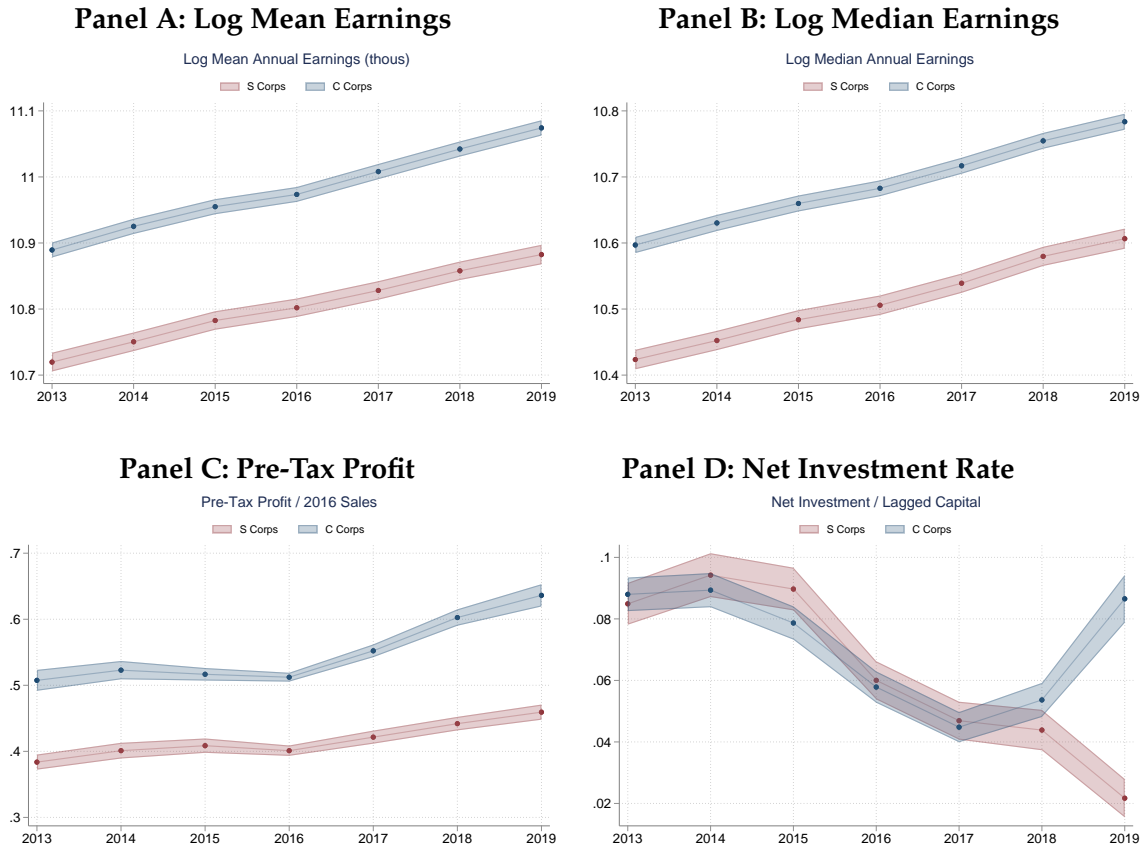 Panel A: Log Mean Earnings
Log Mean Annual Earnings (thous)
S Corps C Corps
11.1
11
10.9
10.8
10.7
2013 2014 2015 2016 2017 2018 2019
Panel B: Log Median Earnings
Log Median Annual Earnings
S Corps C Corps
10.8
10.7
10.6
10.5
10.4
2013 2014 2015 2016 2017 2018 2019
Panel C: Pre-Tax Profit
Pre-Tax Profit / 2016 Sales
S Corps C Corps
.7
.6
.5
.4
.3
2013 2014 2015 2016 2017 2018 2019
Panel D: Net Investment Rate
Net Investment / Lagged Capital
S Corps C Corps
.1
.08
.06
.04
.02
2013 2014 2015 2016 2017 2018 2019